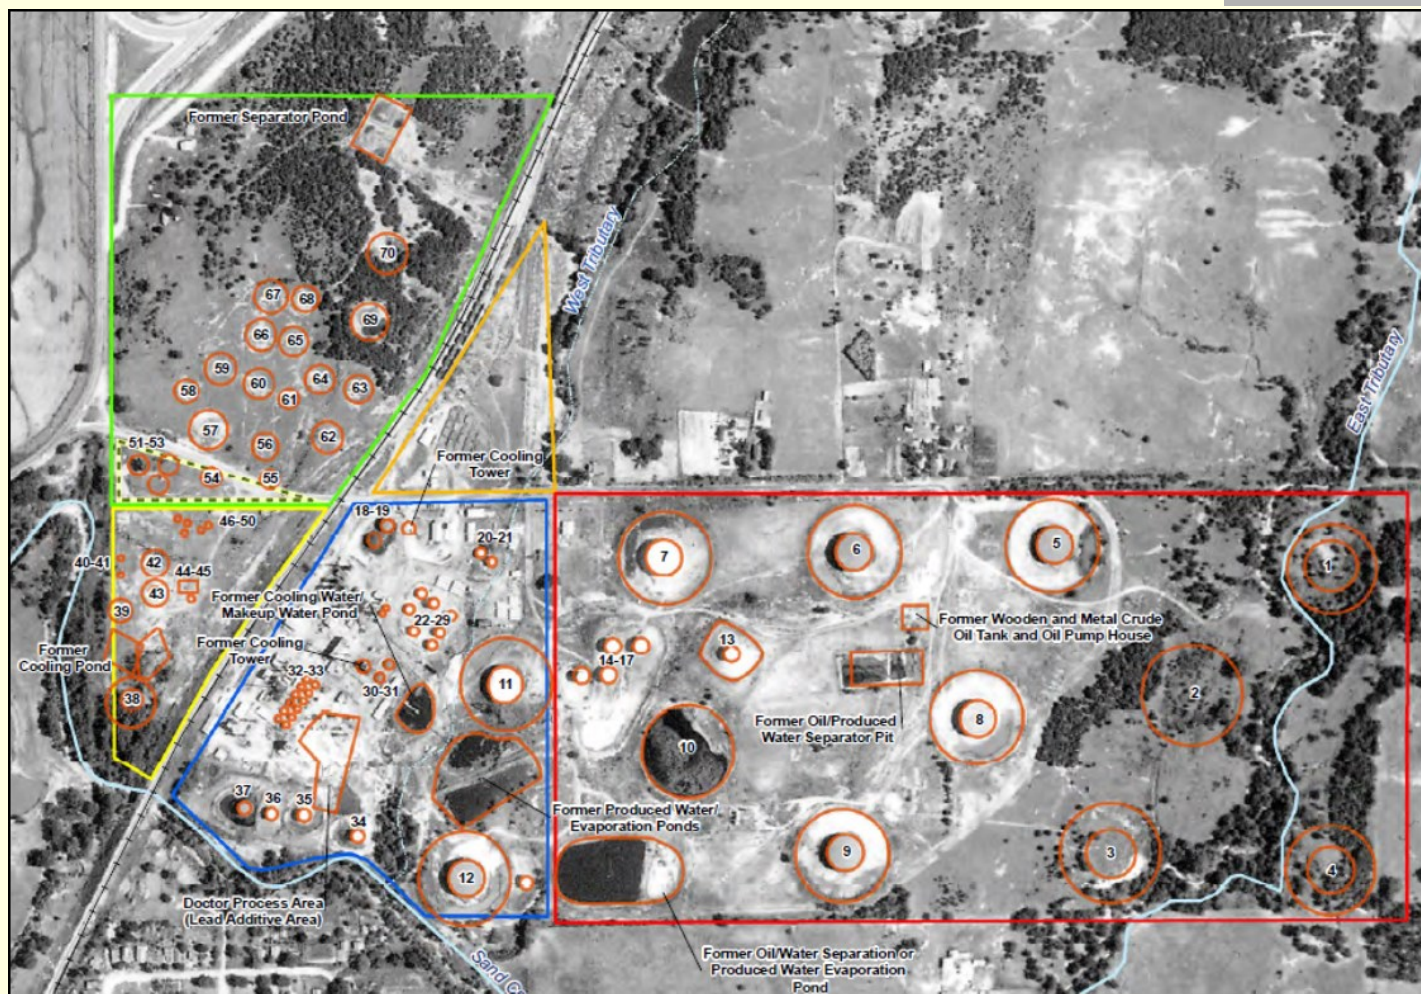 Former Separator Pond
70
West Tributary
67
68
69
66
65
East Tributary
59
60
64
58
61
63
57
51-53
56
62
Former Cooling
Tower
54
55
46-50
18-19
20-21
7
6
5
1
40-41
42
44-45
43
39
Former Cooling Water/
Makeup Water Pond
22-29
Former Wooden and Metal Crude
Oil Tank and Oil Pump House
Former
Cooling Pond
Former Cooling
Tower
32-33
30-31
13
14-17
11
2
38
Former Oil/Produced
Water Separator Pit
8
10
37
36
35
34
Former Produced Water/
Evaporation Ponds
9
3
12
4
Doctor Process Area
(Lead Additive Area)
Sand
Former Oil/Water Separation or
Produced Water Evaporation
Pond